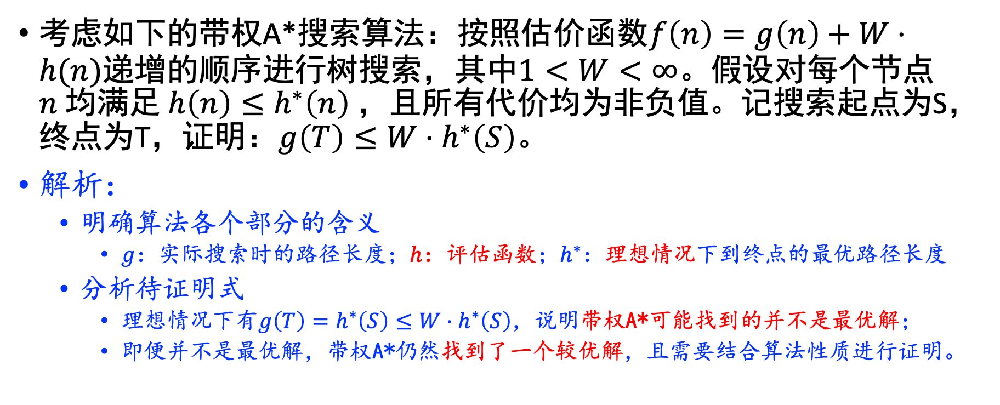 • 考虑如下的带权A*搜索算法：按照估价函数f(n) = g(n) + W ·
h(n)递增的顺序进行树搜索，其中1 < W < ∞。假设对每个节点
n 均满足 h(n) ≤ h*(n) ，且所有代价均为非负值。记搜索起点为S，
终点为T，证明：g(T) ≤ W · h*(S)。
• 解析：
• 明确算法各个部分的含义
• g：实际搜索时的路径长度；h：评估函数；h*：理想情况下到终点的最优路径长度
• 分析待证明式
• 理想情况下有g(T) = h*(S) ≤ W · h*(S)，说明带权A*可能找到的并不是最优解；
• 即便并不是最优解，带权A*仍然找到了一个较优解，且需要结合算法性质进行证明。